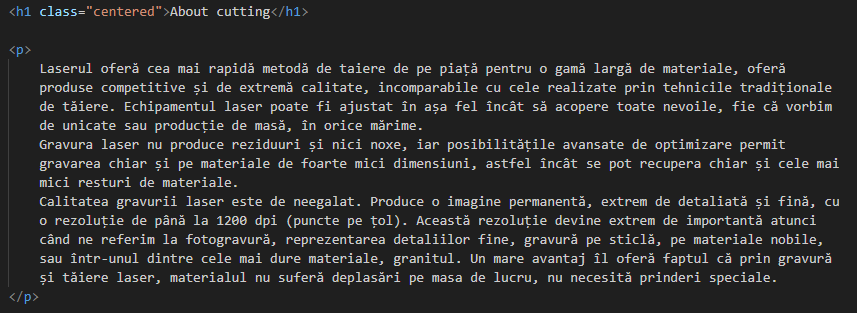 <h1 class="centered">About cutting</h1>
<p>
Laserul oferă cea mai rapidă metodă de taiere de pe piață pentru o gamă largă de materiale, oferă
produse competitive și de extremă calitate, incomparabile cu cele realizate prin tehnicile tradiționale
de tăiere. Echipamentul laser poate fi ajustat în așa fel încât să acopere toate nevoile, fie că vorbim
de unicate sau producție de masă, în orice mărime.
Gravura laser nu produce reziduuri și nici noxe, iar posibilitățile avansate de optimizare permit
gravarea chiar și pe materiale de foarte mici dimensiuni, astfel încât se pot recupera chiar și cele mai
mici resturi de materiale.
Calitatea gravurii laser este de neegalat. Produce o imagine permanentă, extrem de detaliată și fină, cu
o rezoluție de până la 1200 dpi (puncte pe țol). Această rezoluție devine extrem de importantă atunci
când ne referim la fotogravură, reprezentarea detaliilor fine, gravură pe sticlă, pe materiale nobile,
sau într-unul dintre cele mai dure materiale, granitul. Un mare avantaj îl oferă faptul că prin gravură
și tăiere laser, materialul nu suferă deplasări pe masa de lucru, nu necesită prinderi speciale.
</p>